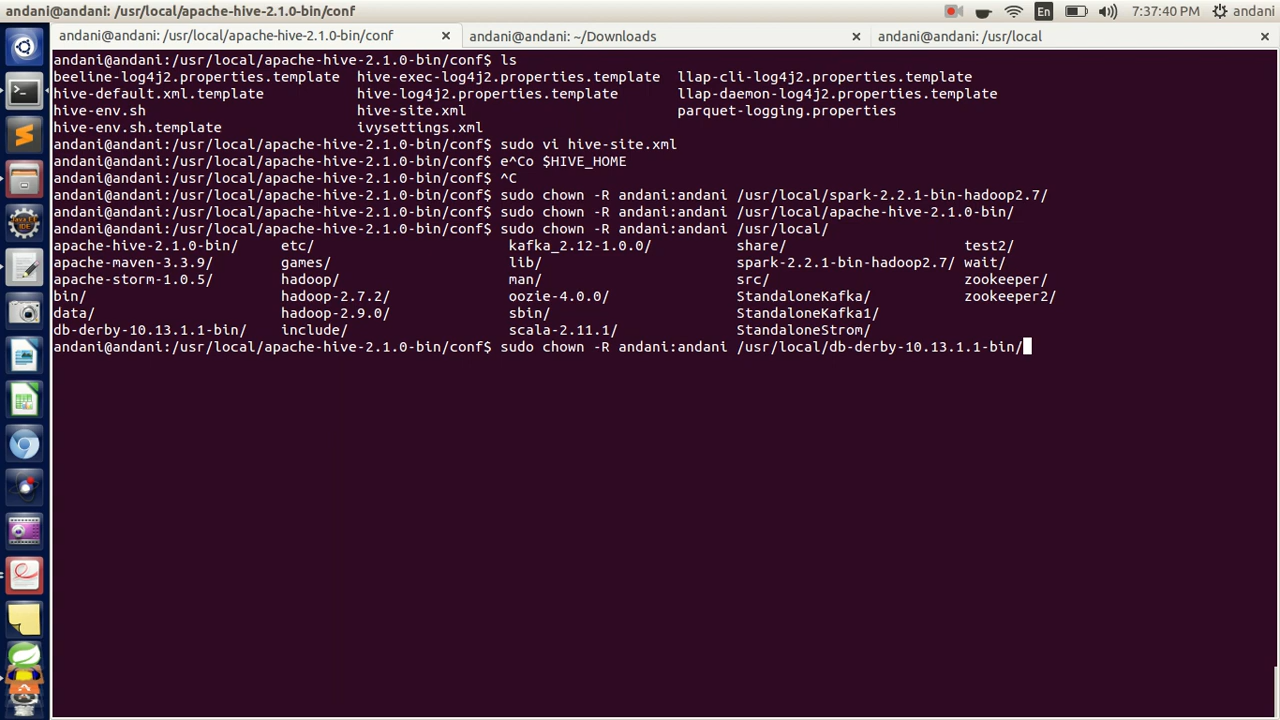 andani@andani: /usr/local/apache-hive-2.1.0-bin/conf
En
7:37:40 PM
andani
andani@andani: /usr/local/apache-hive-2.1.0-bin/conf
andani@andani: ~/Downloads
andani@andani: /usr/local
andani@andani:/usr/local/apache-hive-2.1.0-bin/conf$ ls
beeline-log4j2.properties.template hive-exec-log4j2.properties.template llap-cli-log4j2.properties.template
hive-default.xml.template hive-log4j2.properties.template llap-daemon-log4j2.properties.template
hive-env.sh hive-site.xml parquet-logging.properties
hive-env.sh.template ivysettings.xml
andani@andani:/usr/local/apache-hive-2.1.0-bin/conf$ sudo vi hive-site.xml
andani@andani:/usr/local/apache-hive-2.1.0-bin/conf$ e^Co $HIVE_HOME
andani@andani:/usr/local/apache-hive-2.1.0-bin/conf$ ^C
andani@andani:/usr/local/apache-hive-2.1.0-bin/conf$ sudo chown -R andani:andani /usr/local/spark-2.2.1-bin-hadoop2.7/
andani@andani:/usr/local/apache-hive-2.1.0-bin/conf$ sudo chown -R andani:andani /usr/local/apache-hive-2.1.0-bin/
andani@andani:/usr/local/apache-hive-2.1.0-bin/conf$ sudo chown -R andani:andani /usr/local/
apache-hive-2.1.0-bin/ etc/ kafka_2.12-1.0.0/ share/ test2/
apache-maven-3.3.9/ games/ lib/ spark-2.2.1-bin-hadoop2.7/ wait/
apache-storm-1.0.5/ hadoop/ man/ src/ zookeeper/
bin/ hadoop-2.7.2/ oozie-4.0.0/ StandaloneKafka/ zookeeper2/
data/ hadoop-2.9.0/ sbin/ StandaloneKafka1/
db-derby-10.13.1.1-bin/ include/ scala-2.11.1/ StandaloneStrom/
andani@andani:/usr/local/apache-hive-2.1.0-bin/conf$ sudo chown -R andani:andani /usr/local/db-derby-10.13.1.1-bin/